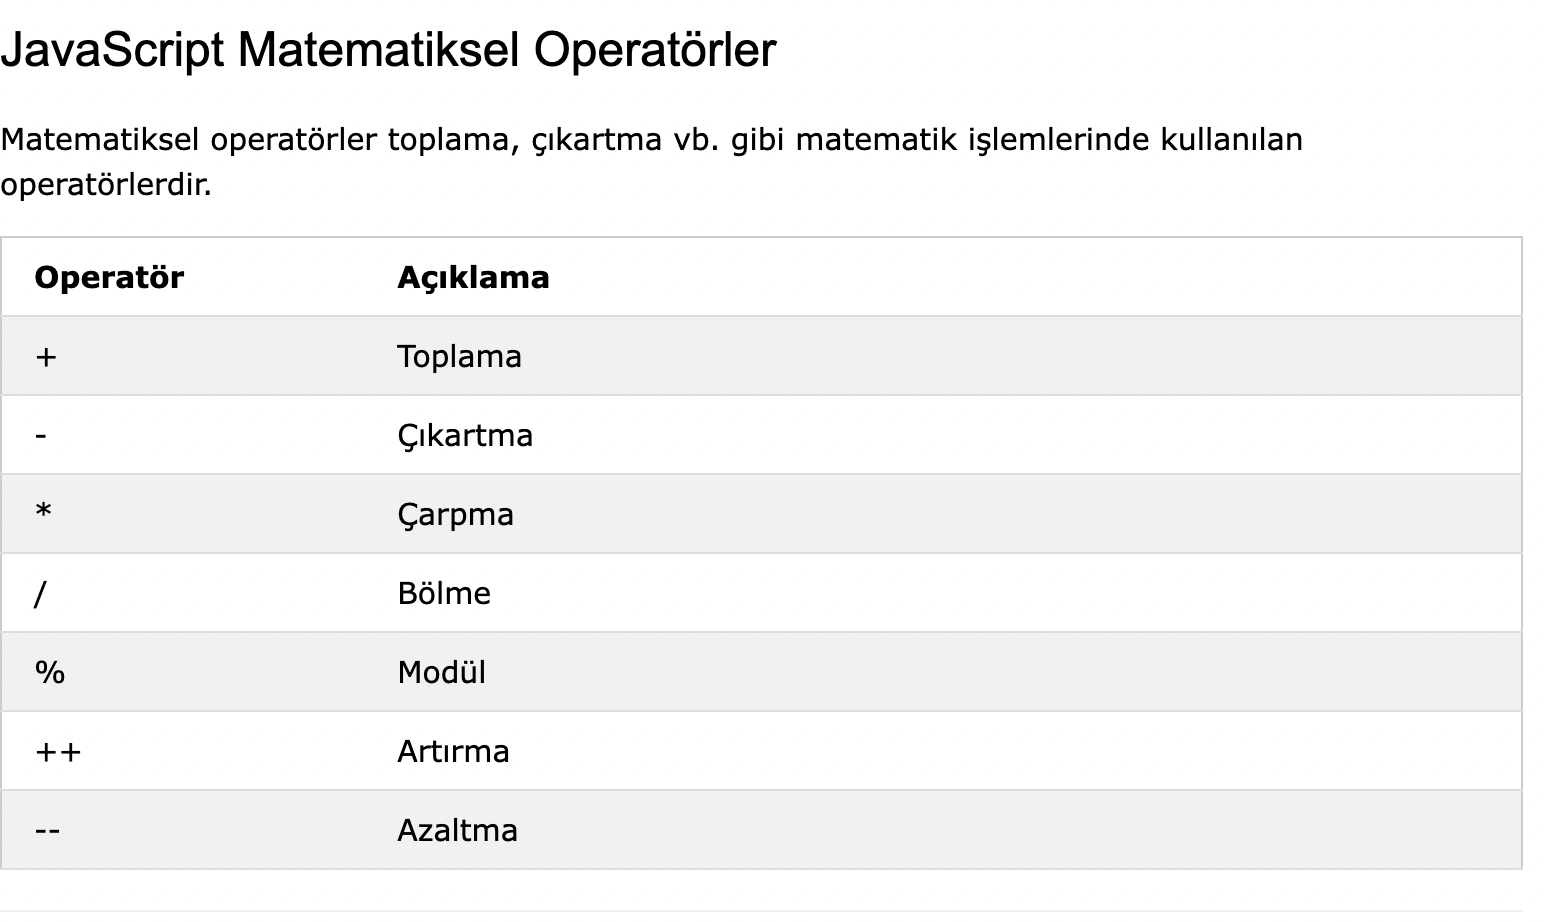 JavaScript Matematiksel Operatörler
Matematiksel operatörler toplama, çıkartma vb. gibi matematik işlemlerinde kullanılan
operatörlerdir.
Operatör Açıklama
+ Toplama
- Çıkartma
* Çarpma
/ Bölme
% Modül
++ Artırma
-- Azaltma